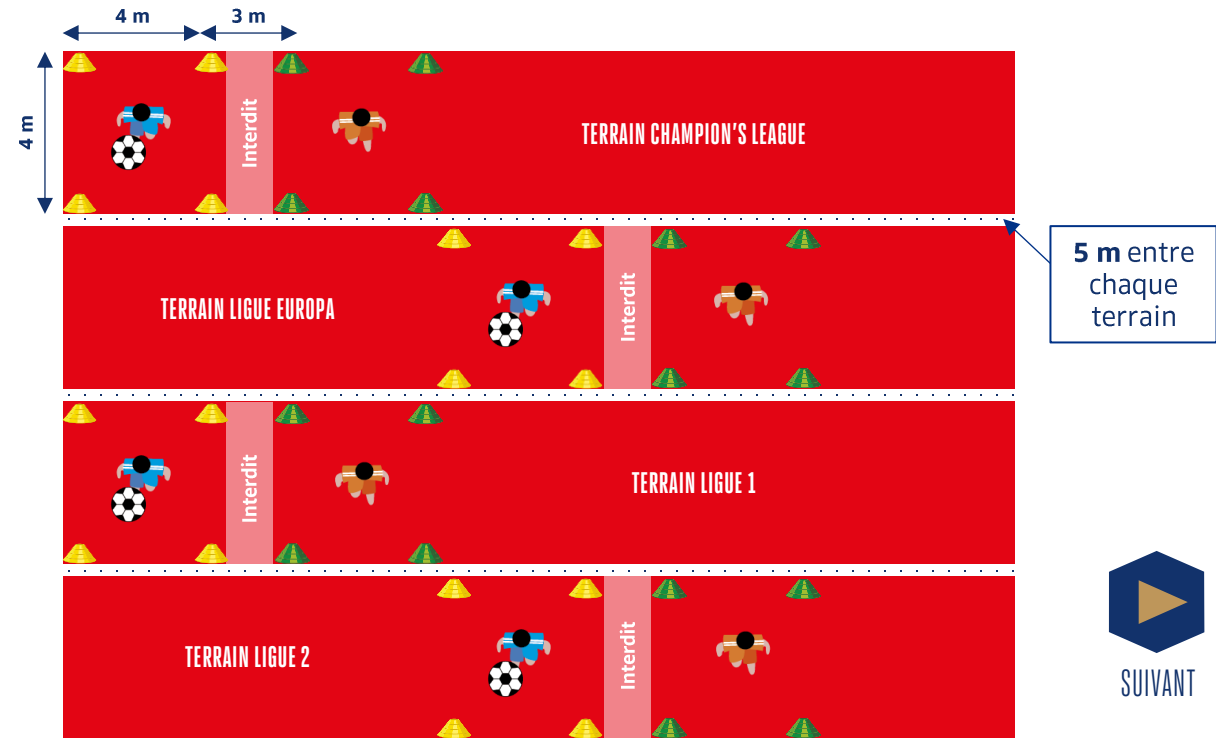 4 m
3 m
4 m
Interdit
TERRAIN CHAMPION'S LEAGUE
TERRAIN LIGUE EUROPA
Interdit
5 m entre
chaque
terrain
Interdit
TERRAIN LIGUE 1
TERRAIN LIGUE 2
Interdit
SUIVANT